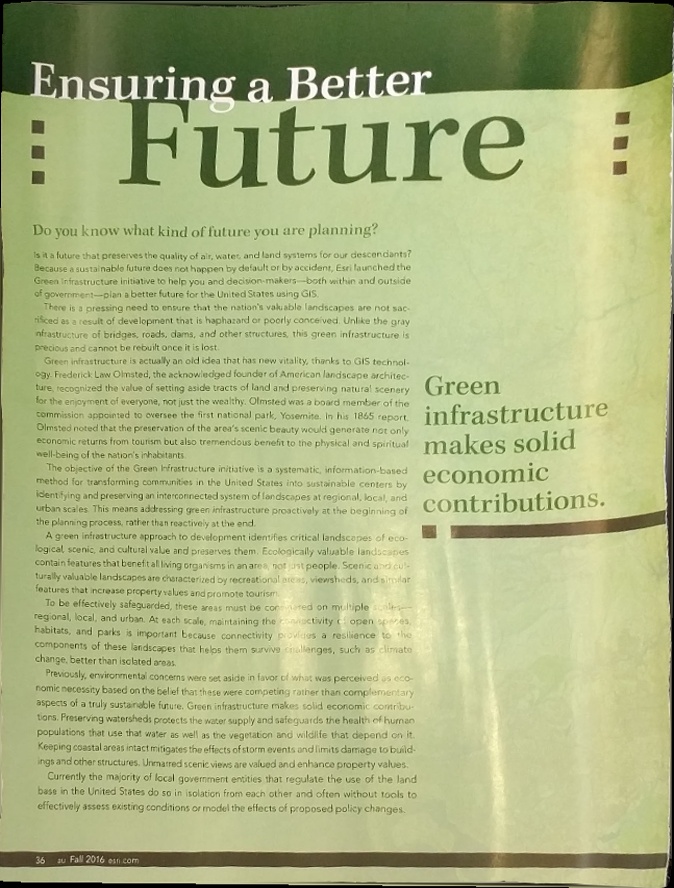 Ensuring a Better
Future
Do you know what kind of future you are planning?
Is it a future that preserves the quality of air, water, and land systems for our descendants?
Because a sustainable future does not happen by default or by accident, Esri launched the
Green Infrastructure initiative to help you and decision-makers—both within and outside
of government—plan a better future for the United States using GIS.
There is a pressing need to ensure that the nation's valuable landscapes are not sac-
rificed as a result of development that is haphazard or poorly conceived. Unlike the gray
infrastructure of bridges, roads, dams, and other structures, this green infrastructure is
precious and cannot be rebuilt once it is lost.
Green infrastructure is actually an old idea that has new vitality, thanks to GIS technol-
ogy. Frederick Law Olmsted, the acknowledged founder of American landscape architec-
ture, recognized the value of setting aside tracts of land and preserving natural scenery
for the enjoyment of everyone, not just the wealthy. Olmsted was a board member of the
commission appointed to oversee the first national park, Yosemite. In his 1865 report,
Olmsted noted that the preservation of the area's scenic beauty would generate not only
economic returns from tourism but also tremendous benefit to the physical and spiritual
well-being of the nation's inhabitants.
The objective of the Green Infrastructure initiative is a systematic, information-based
method for transforming communities in the United States into sustainable centers by
identifying and preserving an interconnected system of landscapes at regional, local, and
urban scales. This means addressing green infrastructure proactively at the beginning of
the planning process, rather than reactively at the end.
A green infrastructure approach to development identifies critical landscapes of eco-
logical, scenic, and cultural value and preserves them. Ecologically valuable landscapes
contain features that benefit all living organisms in an area, not just people. Scenic and cul-
turally valuable landscapes are characterized by recreational areas, viewsheds, and similar
features that increase property values and promote tourism.
To be effectively safeguarded, these areas must be connected on multiple scales—
regional, local, and urban. At each scale, maintaining the connectivity of open spaces,
habitats, and parks is important because connectivity provides a resilience to the
components of these landscapes that helps them survive challenges, such as climate
change, better than isolated areas.
Previously, environmental concerns were set aside in favor of what was perceived as eco-
nomic necessity based on the belief that these were competing rather than complementary
aspects of a truly sustainable future. Green infrastructure makes solid economic contribu-
tions. Preserving watersheds protects the water supply and safeguards the health of human
populations that use that water as well as the vegetation and wildlife that depend on it.
Keeping coastal areas intact mitigates the effects of storm events and limits damage to build-
ings and other structures. Unmarred scenic views are valued and enhance property values.
Currently the majority of local government entities that regulate the use of the land
base in the United States do so in isolation from each other and often without tools to
effectively assess existing conditions or model the effects of proposed policy changes.
Green
infrastructure
makes solid
economic
contributions.
36 au Fall 2016 esri.com